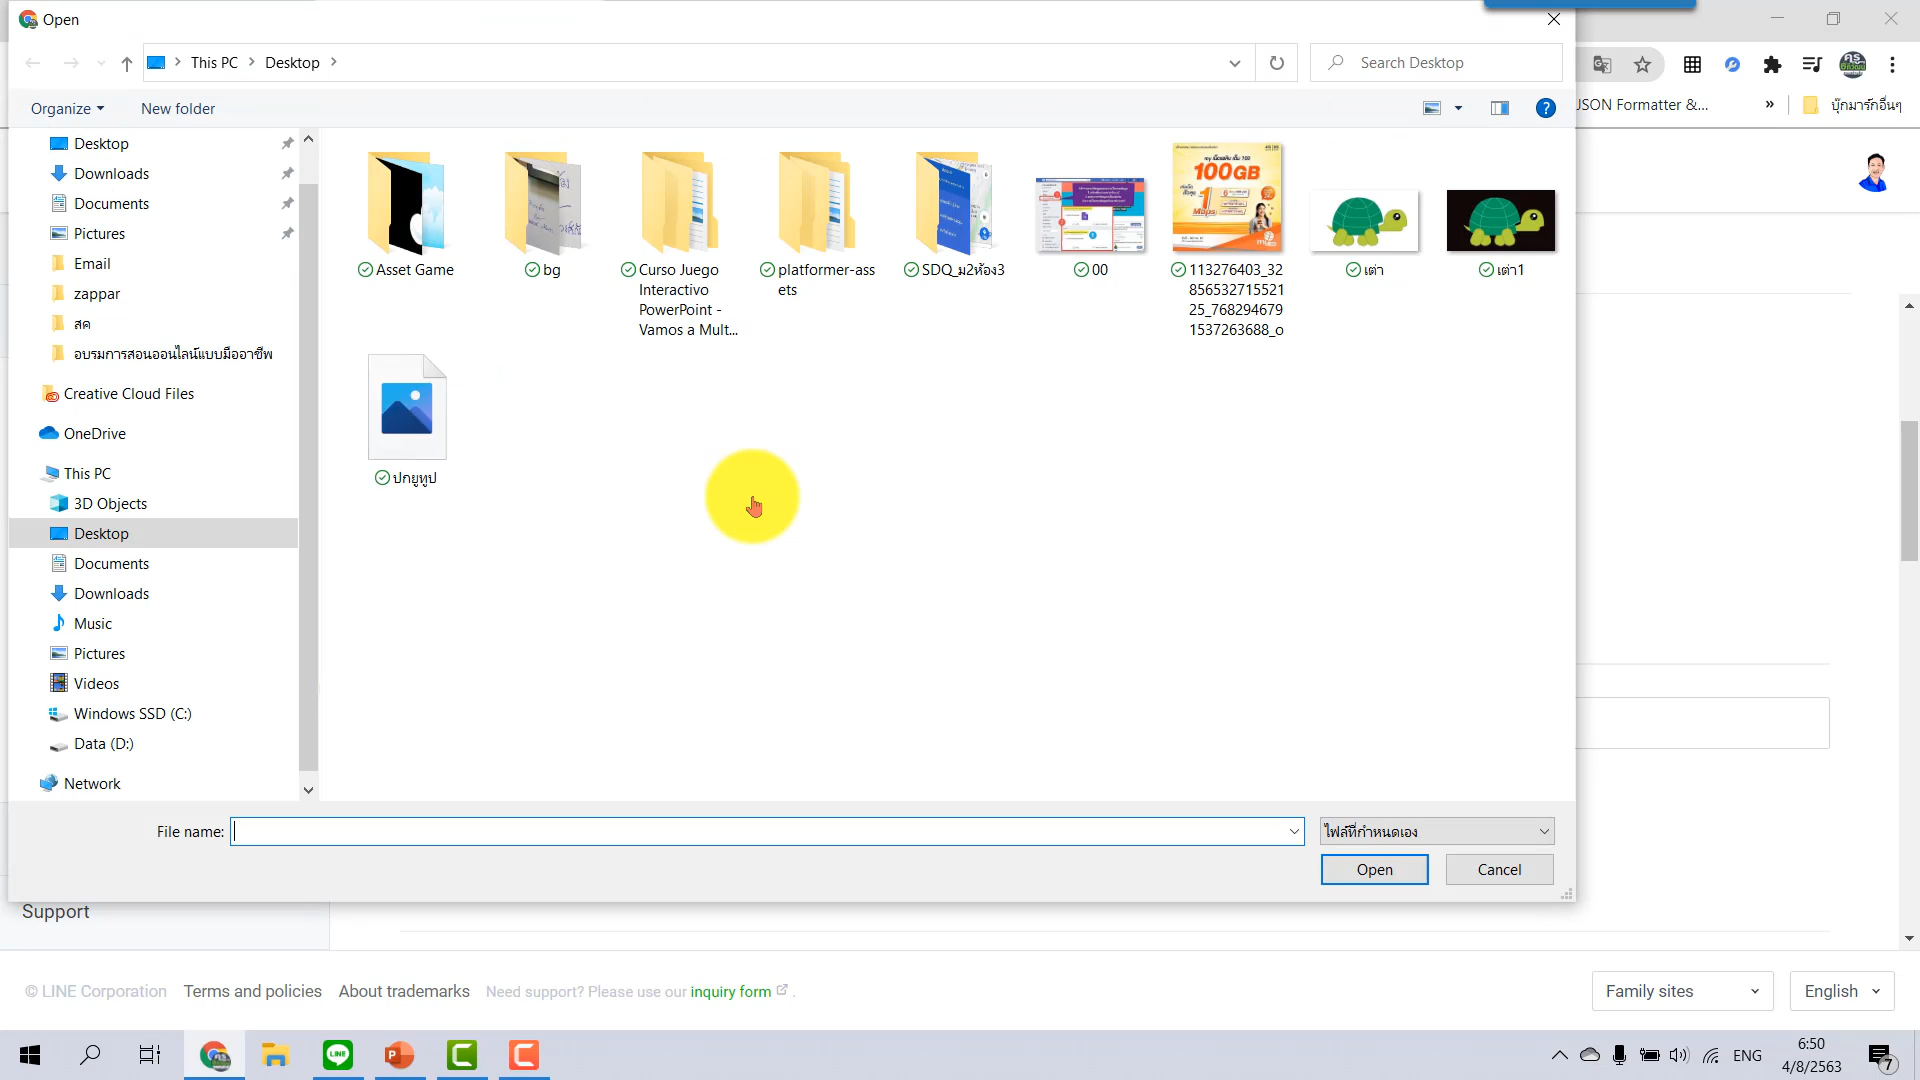 Open
This PC
Desktop
Search Desktop
Organize
New folder
JSON Formatter &...
»
บุ๊กมาร์กอื่นๆ
Desktop
Downloads
Documents
Pictures
Email
zappar
สค
อบรมการสอนออนไลน์แบบมืออาชีพ
Creative Cloud Files
OneDrive
This PC
3D Objects
Desktop
Documents
Downloads
Music
Pictures
Videos
Windows SSD (C:)
Data (D:)
Network
100GB
1
Mbps
Asset Game
bg
Curso Juego
Interactivo
PowerPoint -
Vamos a Mult...
platformer-ass
ets
SDQ_ม2ห้อง3
00
113276403_32
856532715521
25_768294679
1537263688_o
เต่า
เต่า1
ปกยูทูป
File name:
ไฟล์ที่กำหนดเอง
Open
Cancel
Support
© LINE Corporation
Terms and policies
About trademarks
Need support? Please use our inquiry form .
Family sites
English
LINE
ENG
6:50
4/8/2563
7